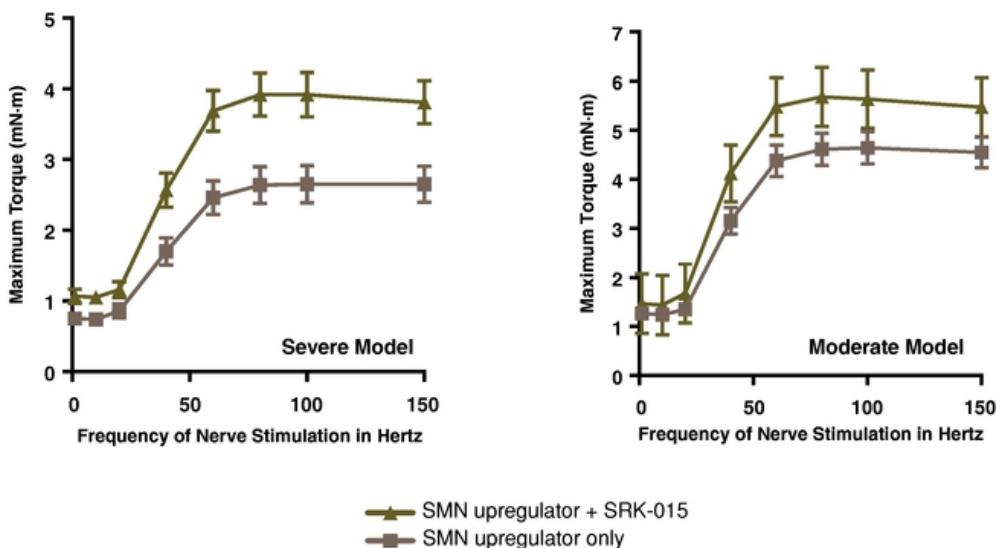 5
4
3
2
1
0
Maximum Torque (mN·m)
0 50 100 150
Frequency of Nerve Stimulation in Hertz
Severe Model
7
6
5
4
3
2
1
0
Maximum Torque (mN·m)
0 50 100 150
Frequency of Nerve Stimulation in Hertz
Moderate Model
SMN upregulator + SRK-015
SMN upregulator only